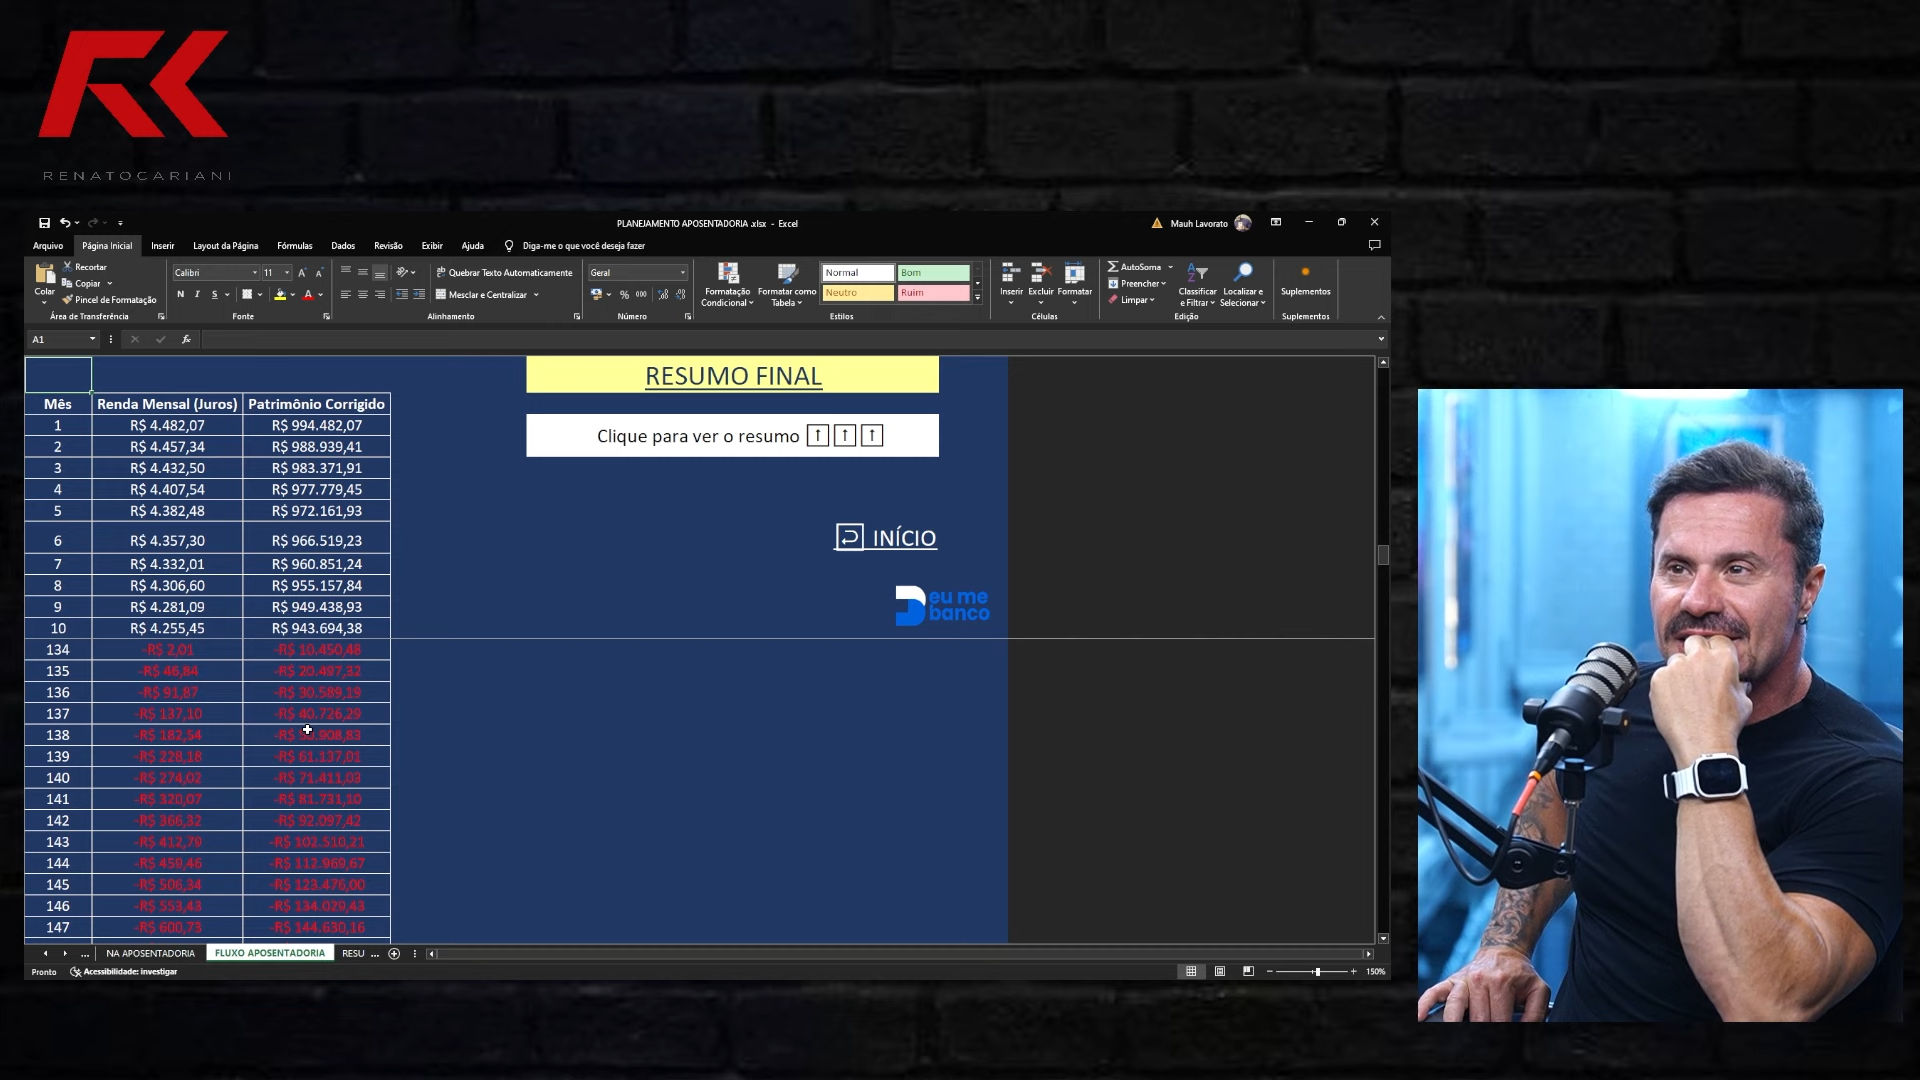 RENATOCARIANI
PLANEJAMENTO APOSENTADORIA .xlsx - Excel
Mauh Lavorato
Arquivo Página Inicial Inserir Layout da Página Fórmulas Dados Revisão Exibir Ajuda Diga-me o que você deseja fazer
Colar
Recortar
Copiar
Pincel de Formatação
Área de Transferência
Calibri 11
N I S
Fonte
Quebrar Texto Automaticamente
Mesclar e Centralizar
Alinhamento
Geral
% 000
Número
Formatação Condicional
Formatar como Tabela
Normal Bom
Neutro Ruim
Estilos
Inserir Excluir Formatar
Células
AutoSoma
Preencher
Limpar
Classificar e Filtrar
Localizar e Selecionar
Edição
Suplementos
Suplementos
A1 fx
RESUMO FINAL
Clique para ver o resumo ↑ ↑ ↑
INÍCIO
eu me
banco
Mês Renda Mensal (Juros) Patrimônio Corrigido
1 R$ 4.482,07 R$ 994.482,07
2 R$ 4.457,34 R$ 988.939,41
3 R$ 4.432,50 R$ 983.371,91
4 R$ 4.407,54 R$ 977.779,45
5 R$ 4.382,48 R$ 972.161,93
6 R$ 4.357,30 R$ 966.519,23
7 R$ 4.332,01 R$ 960.851,24
8 R$ 4.306,60 R$ 955.157,84
9 R$ 4.281,09 R$ 949.438,93
10 R$ 4.255,45 R$ 943.694,38
134 -R$ 2,01 -R$ 10.450,48
135 -R$ 46,84 -R$ 20.497,32
136 -R$ 91,87 -R$ 30.589,19
137 -R$ 137,10 -R$ 40.726,29
138 -R$ 182,54
139 -R$ 228,18 -R$ 61.137,01
140 -R$ 274,02 -R$ 71.411,03
141 -R$ 320,07 -R$ 81.731,10
142 -R$ 366,32 -R$ 92.097,42
143 -R$ 412,79 -R$ 102.510,21
144 -R$ 459,46 -R$ 112.969,67
145 -R$ 506,34 -R$ 123.476,00
146 -R$ 553,43 -R$ 134.029,43
147 -R$ 600,73 -R$ 144.630,16
... NA APOSENTADORIA FLUXO APOSENTADORIA RESU ...
Pronto Acessibilidade: investigar 150%